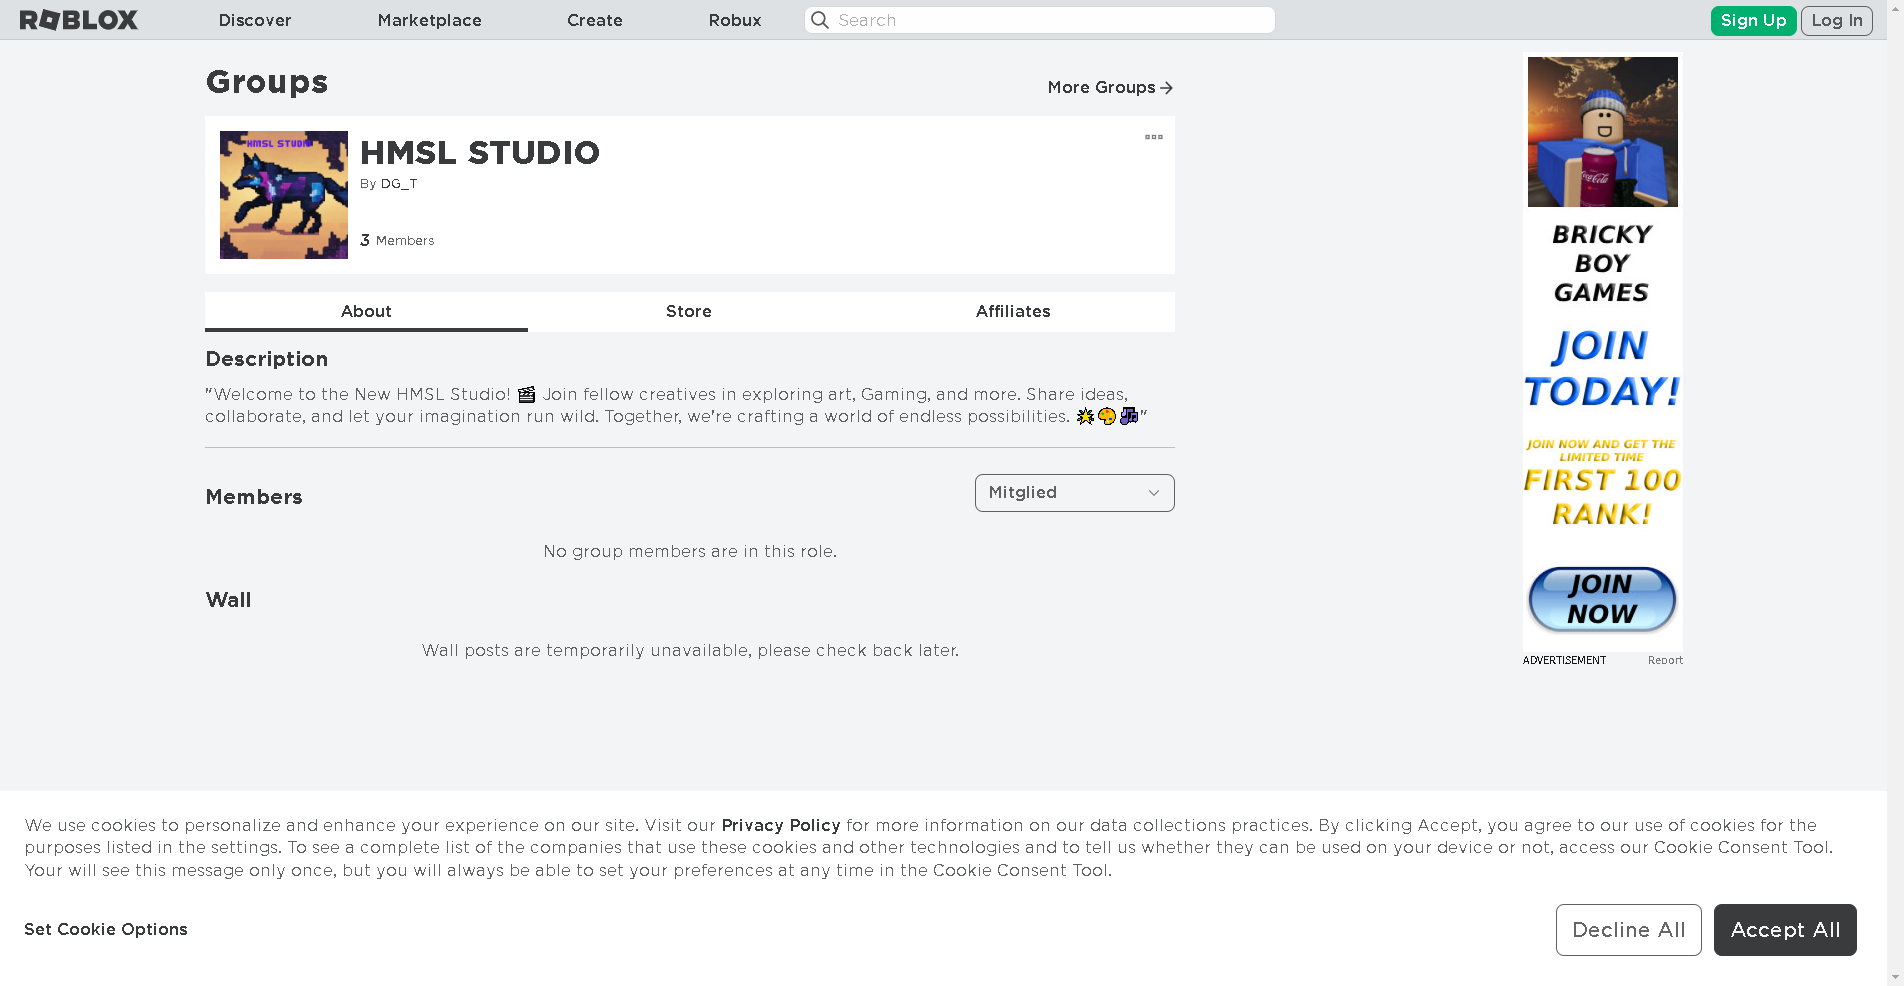 ROBLOX
Discover
Marketplace
Create
Robux
Search
Sign Up
Log In
Groups
More Groups
HMSL STUDIO
HMSL STUDIO
By DG_T
3 Members
About
Store
Affiliates
Description
"Welcome to the New HMSL Studio! 🎬 Join fellow creatives in exploring art, Gaming, and more. Share ideas,
collaborate, and let your imagination run wild. Together, we're crafting a world of endless possibilities. 🌟🎨🎶"
Members
Mitglied
No group members are in this role.
Wall
Wall posts are temporarily unavailable, please check back later.
Coca-Cola
BRICKY
BOY
GAMES
JOIN
TODAY!
JOIN NOW AND GET THE
LIMITED TIME
FIRST 100
RANK!
JOIN
NOW
ADVERTISEMENT
Report
We use cookies to personalize and enhance your experience on our site. Visit our Privacy Policy for more information on our data collections practices. By clicking Accept, you agree to our use of cookies for the
purposes listed in the settings. To see a complete list of the companies that use these cookies and other technologies and to tell us whether they can be used on your device or not, access our Cookie Consent Tool.
Your will see this message only once, but you will always be able to set your preferences at any time in the Cookie Consent Tool.
Set Cookie Options
Decline All
Accept All